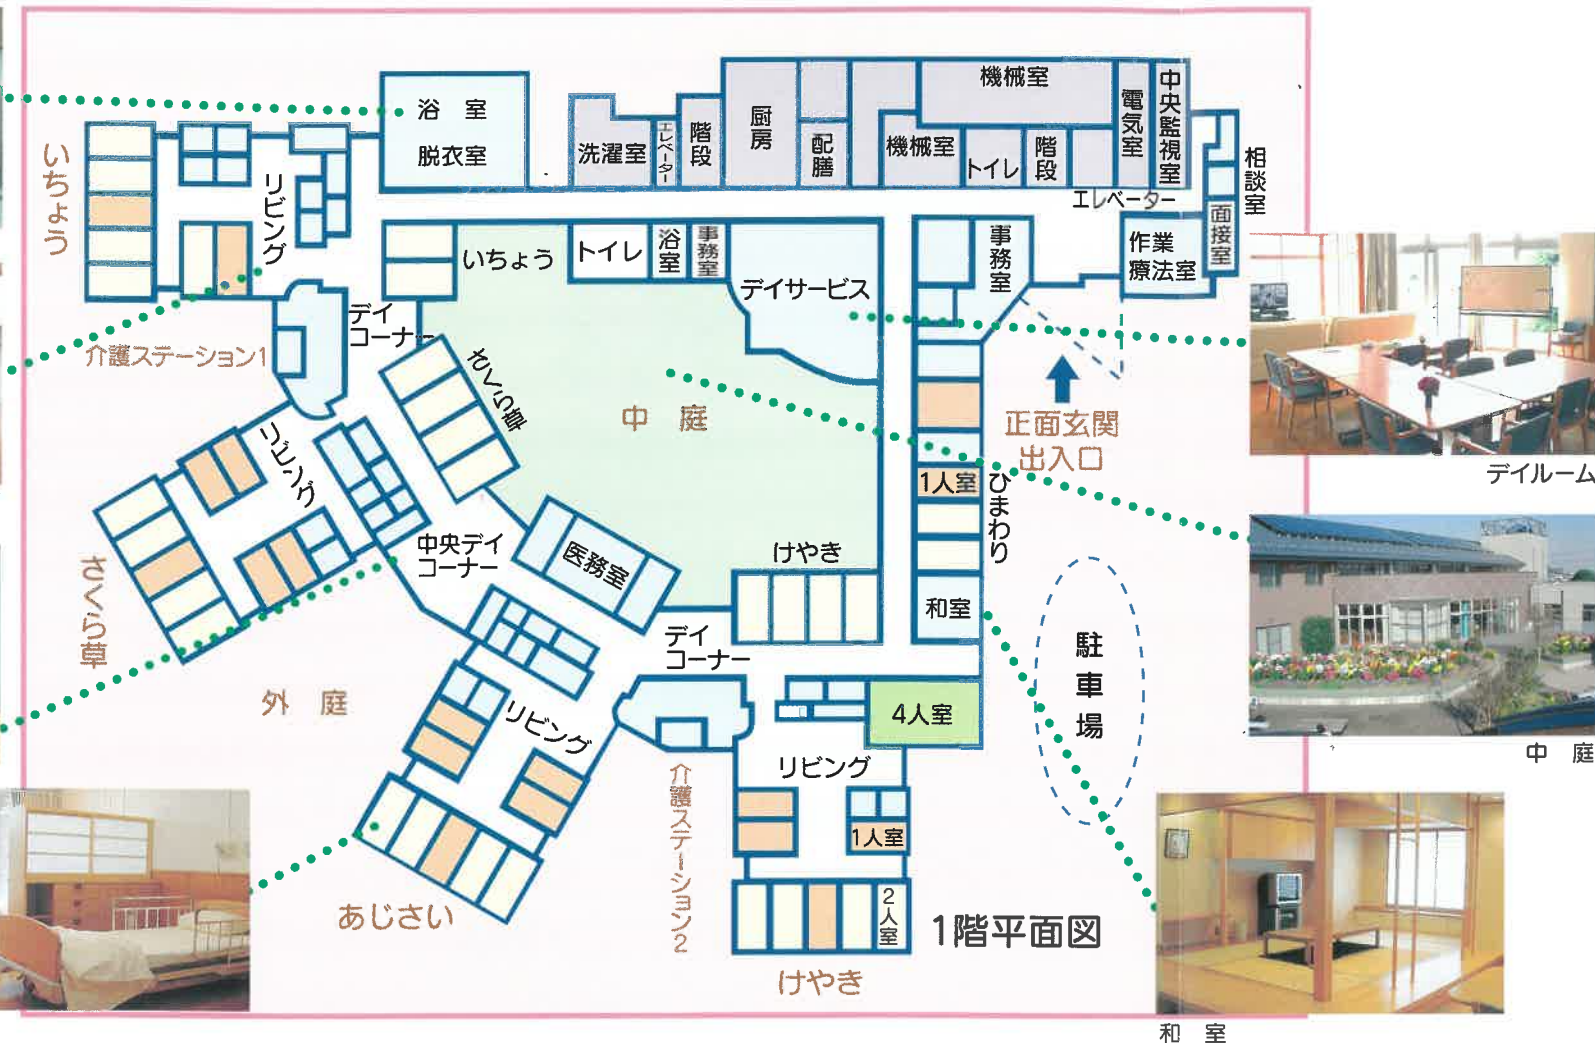 浴 室
脱衣室
洗濯室
エレベーター
階段
厨房
配膳
機械室
機械室
トイレ
階段
電気室
中央監視室
エレベーター
相談室
面接室
作業
療法室
いちょう
リビング
いちょう
トイレ
浴室
事務室
デイサービス
事務室
デイ
コーナー
介護ステーション1
さくら草
中 庭
正面玄関
出入口
デイルーム
リビング
1人室
ひまわり
中央デイ
コーナー
医務室
けやき
さくら草
和室
デイ
コーナー
駐車場
外 庭
リビング
4人室
中 庭
リビング
介護ステーション2
1人室
2人室
あじさい
1階平面図
けやき
和 室